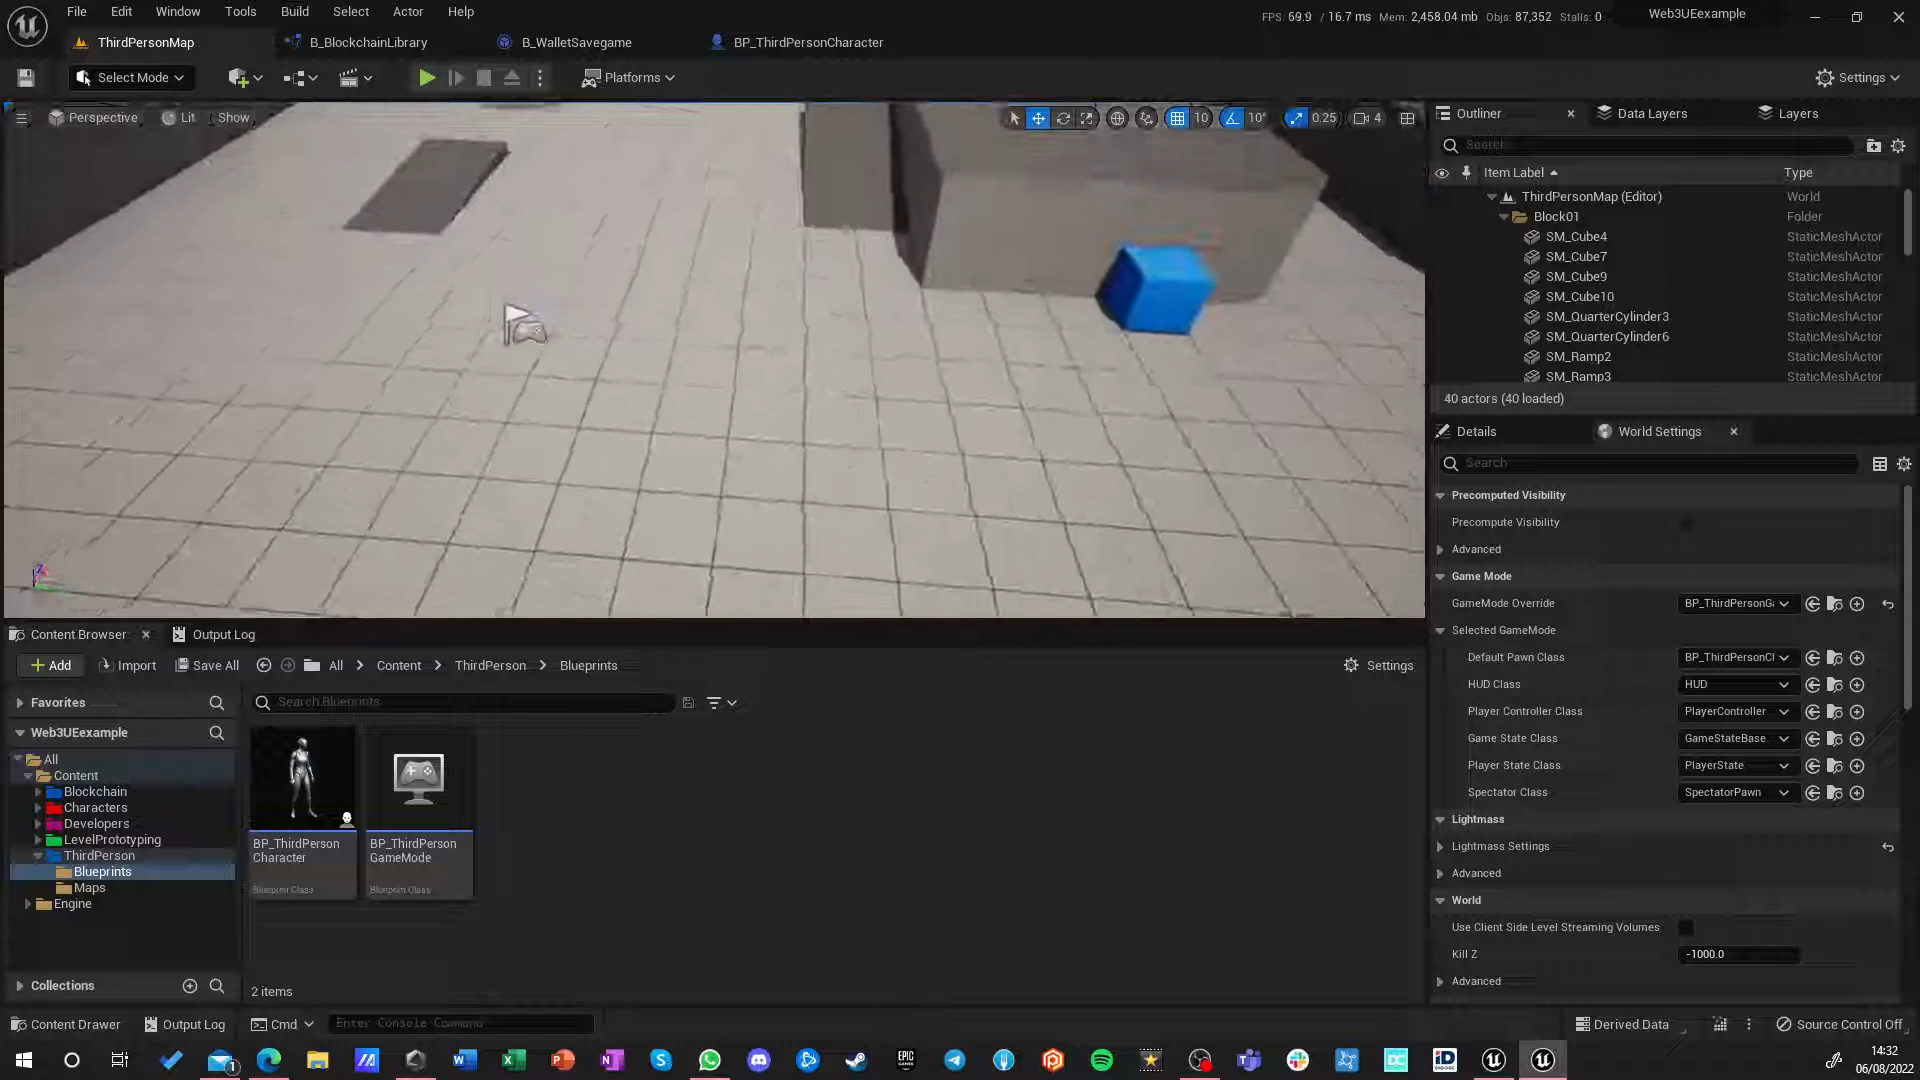 File Edit Window Tools Build Select Actor Help
FPS: 69.9 / 16.7 ms Mem: 2,458.04 mb Objs: 87,352 Stalls: 0
Web3UEexample
ThirdPersonMap
B_BlockchainLibrary
B_WalletSavegame
BP_ThirdPersonCharacter
Select Mode
Platforms
Settings
Perspective Lit Show
10 10° 0.25 4
Outliner
Data Layers
Layers
Search
Item Label Type
ThirdPersonMap (Editor) World
Block01 Folder
SM_Cube4 StaticMeshActor
SM_Cube7 StaticMeshActor
SM_Cube9 StaticMeshActor
SM_Cube10 StaticMeshActor
SM_QuarterCylinder3 StaticMeshActor
SM_QuarterCylinder6 StaticMeshActor
SM_Ramp2 StaticMeshActor
SM_Ramp3 StaticMeshActor
40 actors (40 loaded)
Details
World Settings
Search
Precomputed Visibility
Precompute Visibility
Advanced
Game Mode
GameMode Override BP_ThirdPersonGa
Selected GameMode
Default Pawn Class BP_ThirdPersonCl
HUD Class HUD
Player Controller Class PlayerController
Game State Class GameStateBase
Player State Class PlayerState
Spectator Class SpectatorPawn
Lightmass
Lightmass Settings
Advanced
World
Use Client Side Level Streaming Volumes
Kill Z -1000.0
Advanced
Content Browser
Output Log
Add Import Save All All Content ThirdPerson Blueprints Settings
Favorites
Search Blueprints
Web3UEexample
All
Content
Blockchain
Characters
Developers
LevelPrototyping
ThirdPerson
Blueprints
Maps
Engine
BP_ThirdPerson
Character
Blueprint Class
BP_ThirdPerson
GameMode
Blueprint Class
Collections
2 items
Content Drawer Output Log Cmd Enter Console Command
Derived Data Source Control Off
14:32
06/08/2022